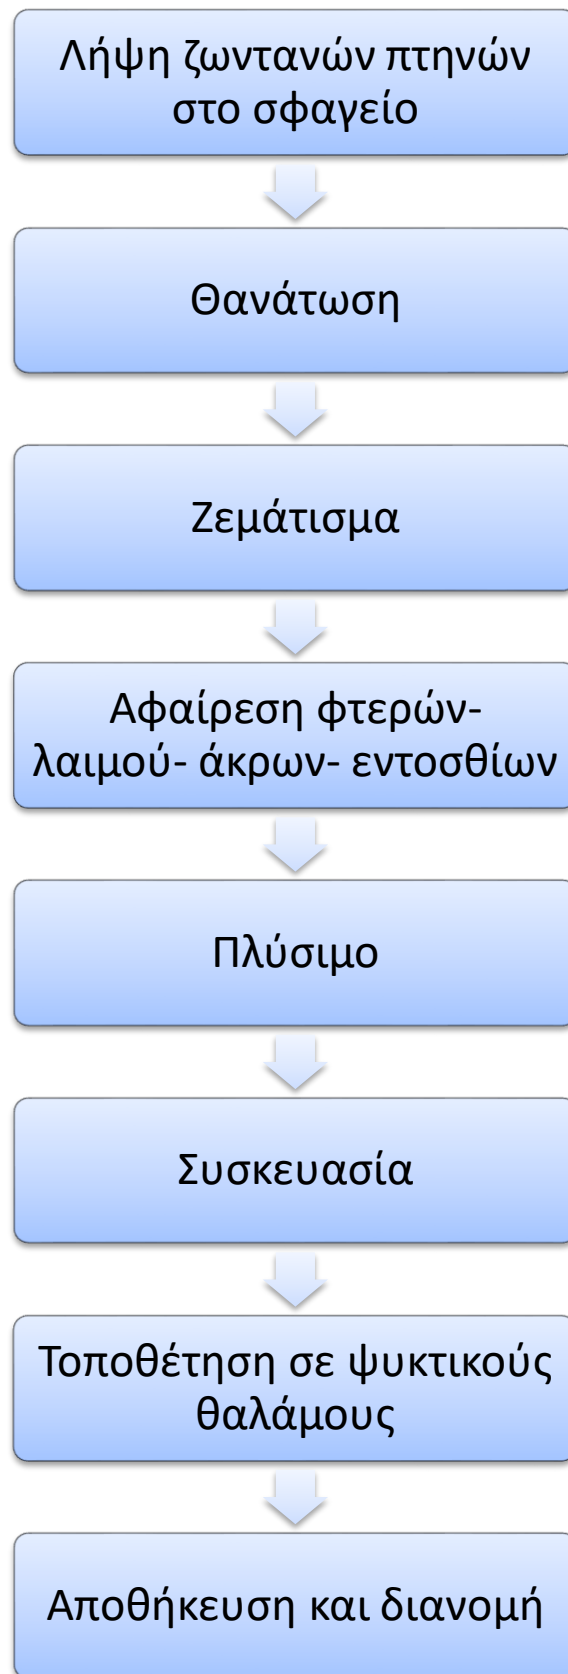 Λήψη ζωντανών πτηνών
στο σφαγείο
Θανάτωση
Ζεμάτισμα
Αφαίρεση φτερών-
λαιμού- άκρων- εντοσθίων
Πλύσιμο
Συσκευασία
Τοποθέτηση σε ψυκτικούς
θαλάμους
Αποθήκευση και διανομή